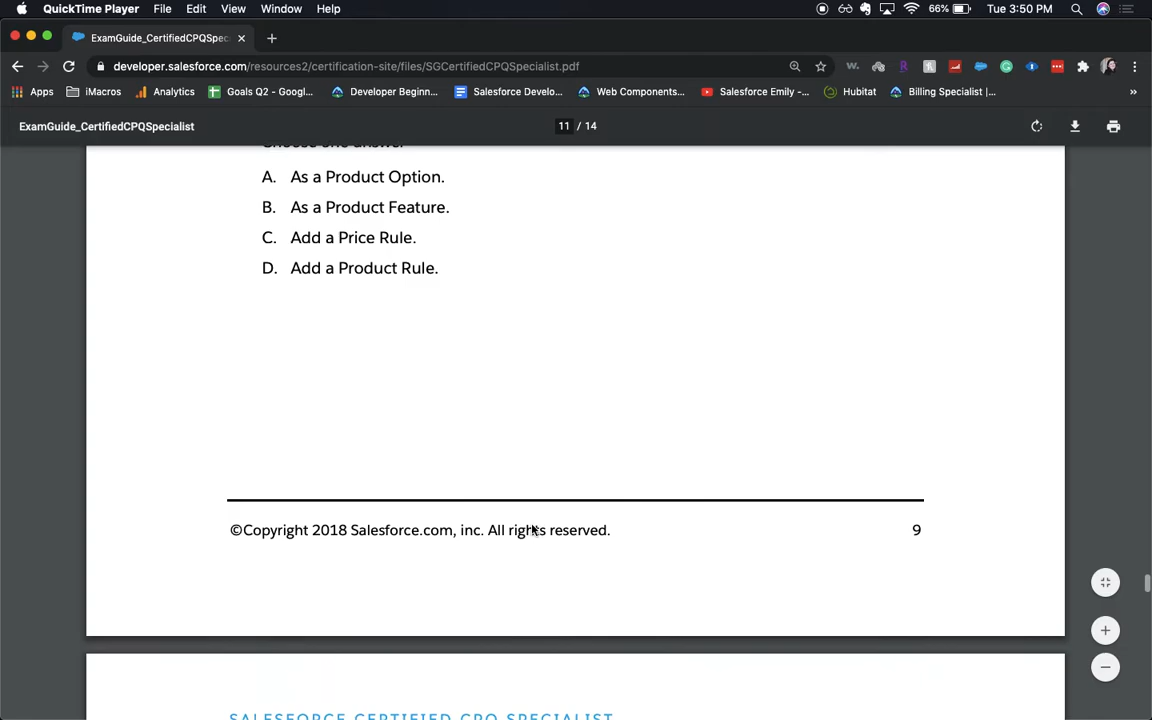 QuickTime Player File Edit View Window Help 66% Tue 3:50 PM
ExamGuide_CertifiedCPQSpec
developer.salesforce.com/resources2/certification-site/files/SGCertifiedCPQSpecialist.pdf
Apps iMacros Analytics Goals Q2 - Googl... Developer Beginn... Salesforce Develo... Web Components... Salesforce Emily -... Hubitat Billing Specialist |... »
ExamGuide_CertifiedCPQSpecialist 11 / 14
Choose one answer
A. As a Product Option.
B. As a Product Feature.
C. Add a Price Rule.
D. Add a Product Rule.
©Copyright 2018 Salesforce.com, inc. All rights reserved. 9
SALESFORCE CERTIFIED CPQ SPECIALIST